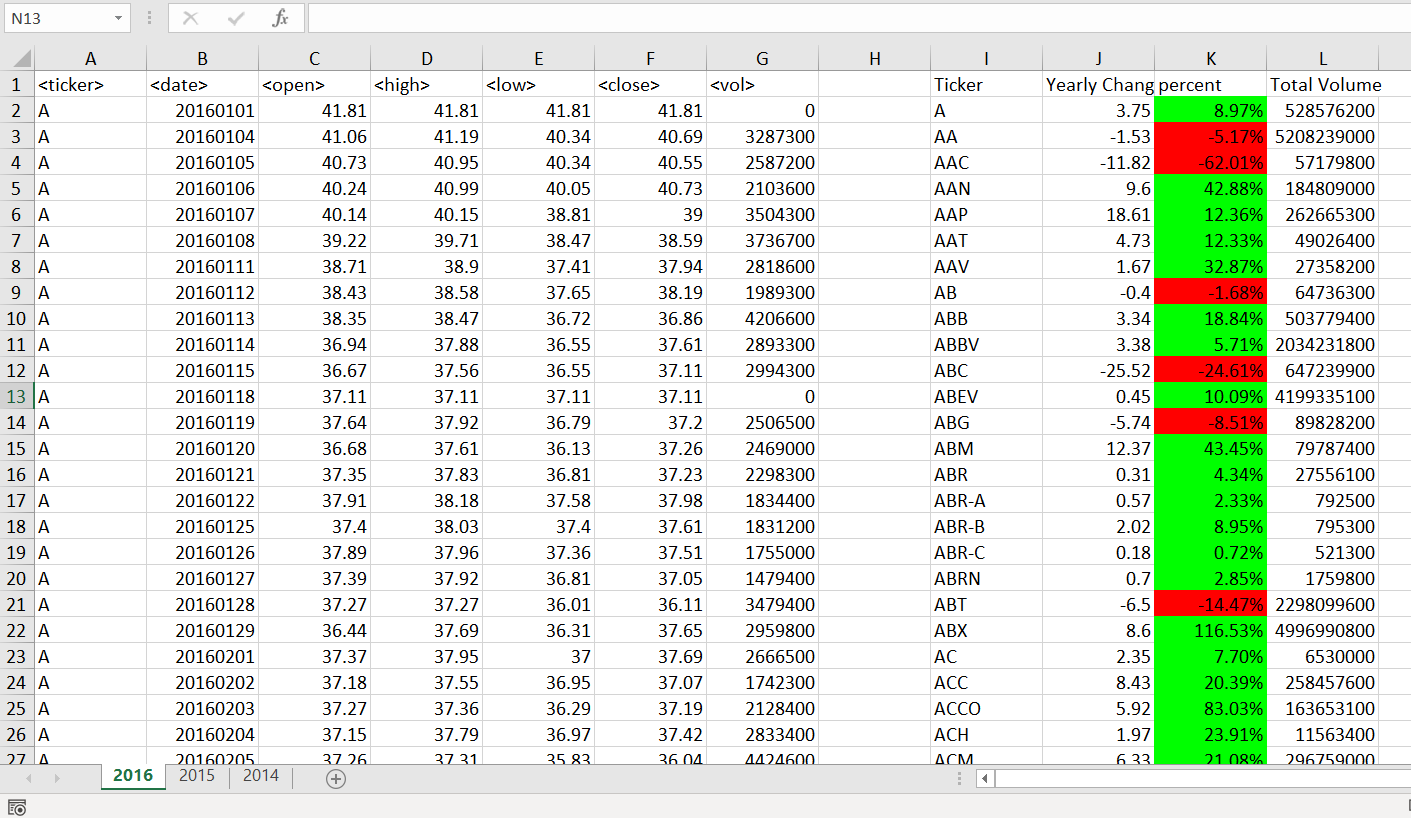 N13 fx
A B C D E F G H I J K L
1 <ticker> <date> <open> <high> <low> <close> <vol> Ticker Yearly Chang percent Total Volume
2 A 20160101 41.81 41.81 41.81 41.81 0 A 3.75 8.97% 528576200
3 A 20160104 41.06 41.19 40.34 40.69 3287300 AA -1.53 -5.17% 5208239000
4 A 20160105 40.73 40.95 40.34 40.55 2587200 AAC -11.82 -62.01% 57179800
5 A 20160106 40.24 40.99 40.05 40.73 2103600 AAN 9.6 42.88% 184809000
6 A 20160107 40.14 40.15 38.81 39 3504300 AAP 18.61 12.36% 262665300
7 A 20160108 39.22 39.71 38.47 38.59 3736700 AAT 4.73 12.33% 49026400
8 A 20160111 38.71 38.9 37.41 37.94 2818600 AAV 1.67 32.87% 27358200
9 A 20160112 38.43 38.58 37.65 38.19 1989300 AB -0.4 -1.68% 64736300
10 A 20160113 38.35 38.47 36.72 36.86 4206600 ABB 3.34 18.84% 503779400
11 A 20160114 36.94 37.88 36.55 37.61 2893300 ABBV 3.38 5.71% 2034231800
12 A 20160115 36.67 37.56 36.55 37.11 2994300 ABC -25.52 -24.61% 647239900
13 A 20160118 37.11 37.11 37.11 37.11 0 ABEV 0.45 10.09% 4199335100
14 A 20160119 37.64 37.92 36.79 37.2 2506500 ABG -5.74 -8.51% 89828200
15 A 20160120 36.68 37.61 36.13 37.26 2469000 ABM 12.37 43.45% 79787400
16 A 20160121 37.35 37.83 36.81 37.23 2298300 ABR 0.31 4.34% 27556100
17 A 20160122 37.91 38.18 37.58 37.98 1834400 ABR-A 0.57 2.33% 792500
18 A 20160125 37.4 38.03 37.4 37.61 1831200 ABR-B 2.02 8.95% 795300
19 A 20160126 37.89 37.96 37.36 37.51 1755000 ABR-C 0.18 0.72% 521300
20 A 20160127 37.39 37.92 36.81 37.05 1479400 ABRN 0.7 2.85% 1759800
21 A 20160128 37.27 37.27 36.01 36.11 3479400 ABT -6.5 -14.47% 2298099600
22 A 20160129 36.44 37.69 36.31 37.65 2959800 ABX 8.6 116.53% 4996990800
23 A 20160201 37.37 37.95 37 37.69 2666500 AC 2.35 7.70% 6530000
24 A 20160202 37.18 37.55 36.95 37.07 1742300 ACC 8.43 20.39% 258457600
25 A 20160203 37.27 37.36 36.29 37.19 2128400 ACCO 5.92 83.03% 163653100
26 A 20160204 37.15 37.79 36.97 37.42 2833400 ACH 1.97 23.91% 11563400
27 A 20160205 37.26 37.31 35.83 36.04 4424600 ACM 6.33 21.08% 296759000
2016 2015 2014